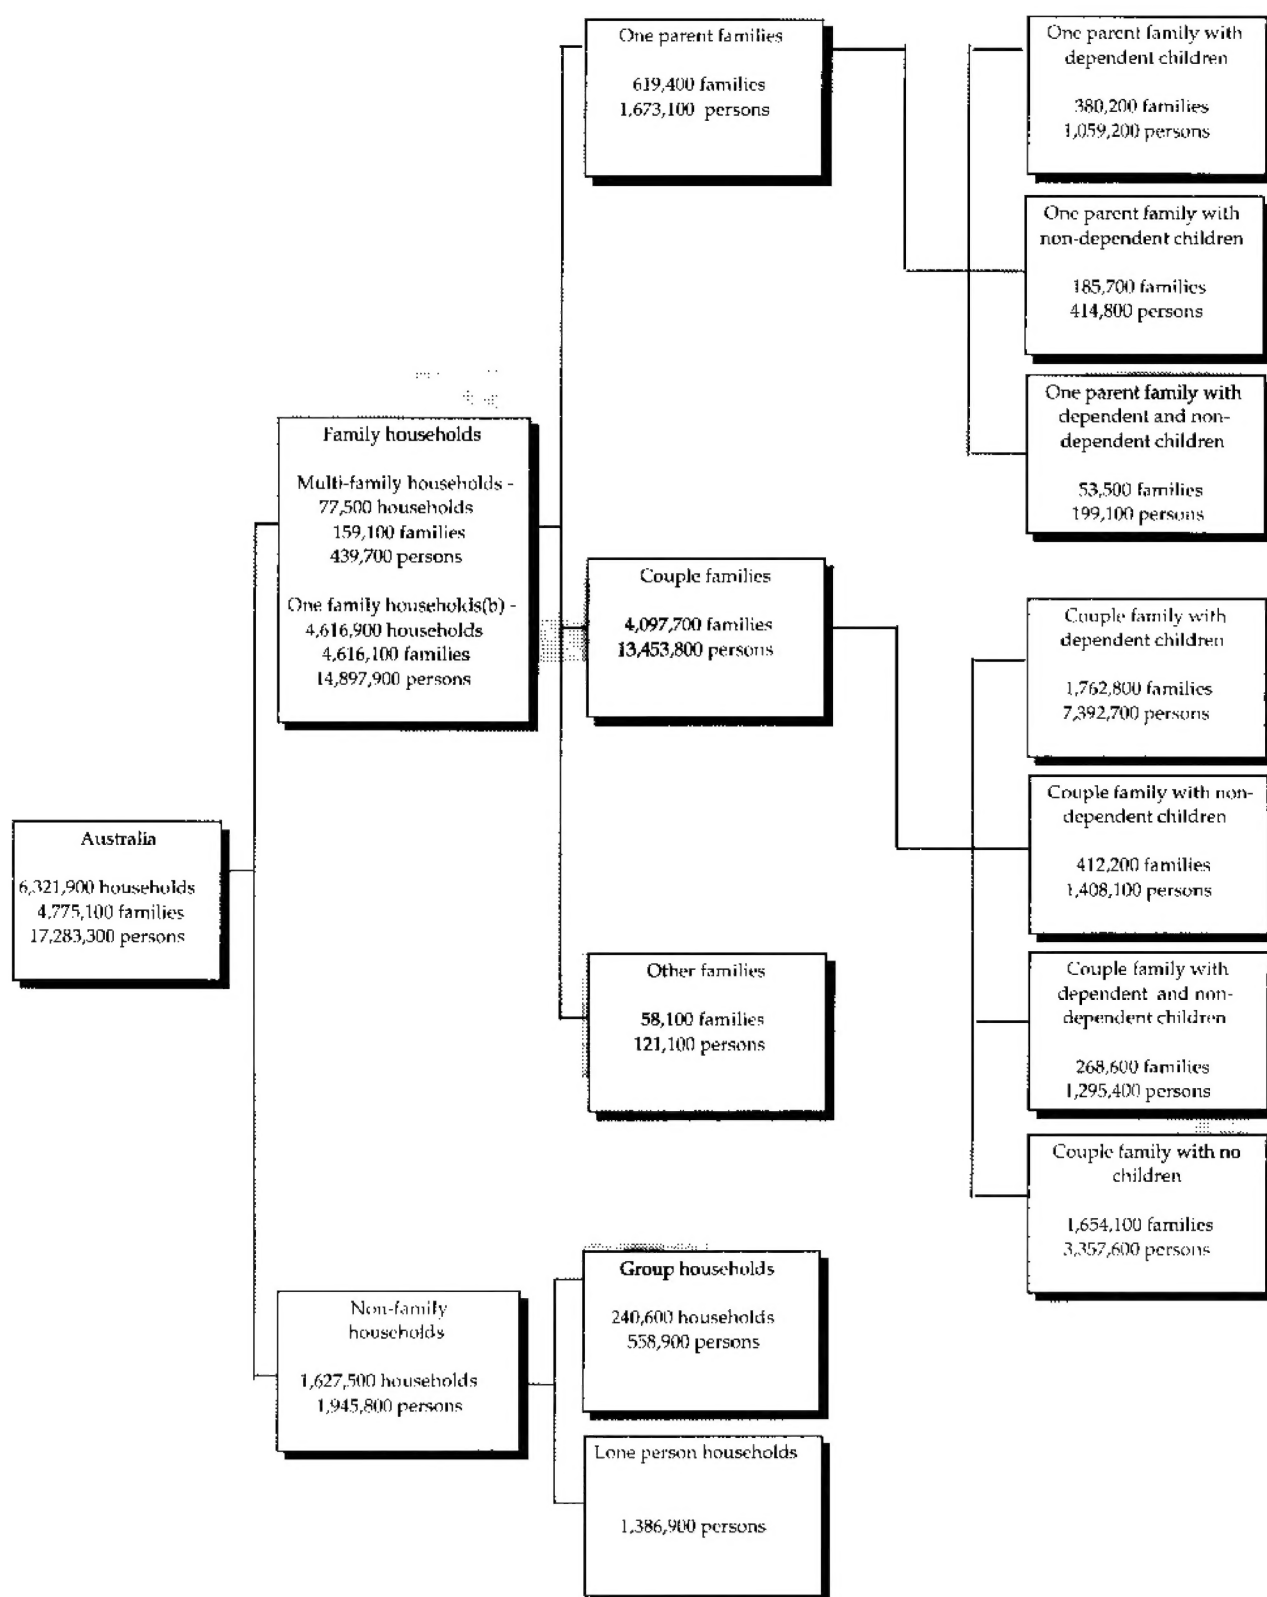 One parent families
619,400 families
1,673,100 persons
One parent family with
dependent children
380,200 families
1,059,200 persons
One parent family with
non-dependent children
185,700 families
414,800 persons
One parent family with
dependent and non-
dependent children
53,500 families
199,100 persons
Family households
Multi-family households -
77,500 households
159,100 families
439,700 persons
One family households(b) -
4,616,900 households
4,616,100 families
14,897,900 persons
Couple families
4,097,700 families
13,453,800 persons
Couple family with
dependent children
1,762,800 families
7,392,700 persons
Couple family with non-
dependent children
412,200 families
1,408,100 persons
Couple family with
dependent and non-
dependent children
268,600 families
1,295,400 persons
Couple family with no
children
1,654,100 families
3,357,600 persons
Australia
6,321,900 households
4,775,100 families
17,283,300 persons
Other families
58,100 families
121,100 persons
Non-family
households
1,627,500 households
1,945,800 persons
Group households
240,600 households
558,900 persons
Lone person households
1,386,900 persons